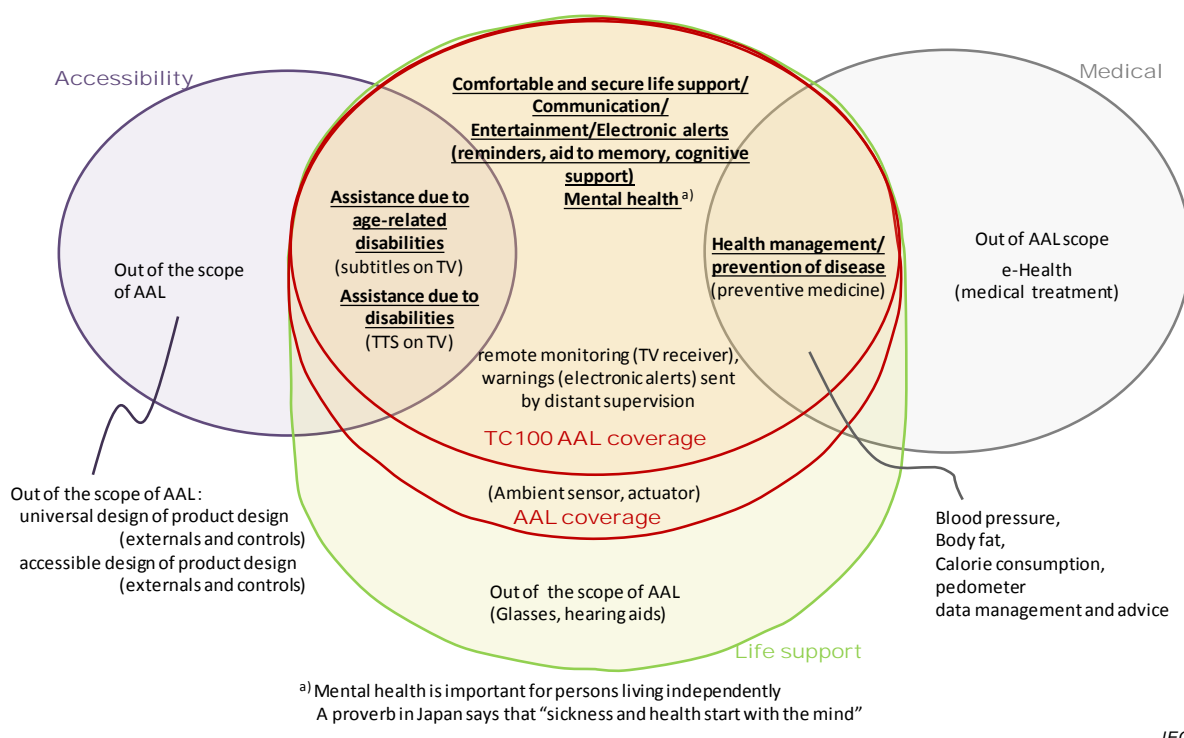 Accessibility
Medical
Comfortable and secure life support/
Communication/
Entertainment/Electronic alerts
(reminders, aid to memory, cognitive
support)
Mental health a)
Assistance due to
age-related
disabilities
(subtitles on TV)
Assistance due to
disabilities
(TTS on TV)
Out of the scope
of AAL
Health management/
prevention of disease
(preventive medicine)
Out of AAL scope
e-Health
(medical treatment)
remote monitoring (TV receiver),
warnings (electronic alerts) sent
by distant supervision
TC100 AAL coverage
(Ambient sensor, actuator)
AAL coverage
Out of the scope of AAL:
universal design of product design
(externals and controls)
accessible design of product design
(externals and controls)
Blood pressure,
Body fat,
Calorie consumption,
pedometer
data management and advice
Out of the scope of AAL
(Glasses, hearing aids)
Life support
a) Mental health is important for persons living independently
A proverb in Japan says that “sickness and health start with the mind”